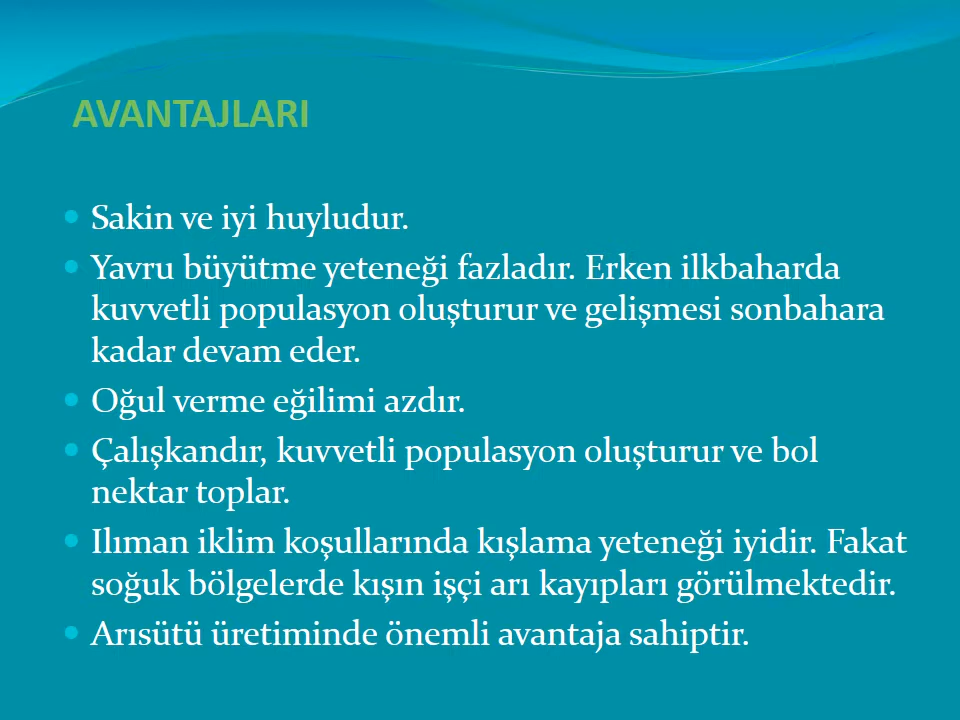 AVANTAJLARI
Sakin ve iyi huyludur.
Yavru büyütme yeteneği fazladır. Erken ilkbaharda
kuvvetli populasyon oluşturur ve gelişmesi sonbahara
kadar devam eder.
Oğul verme eğilimi azdır.
Çalışkandır, kuvvetli populasyon oluşturur ve bol
nektar toplar.
Ilıman iklim koşullarında kışlama yeteneği iyidir. Fakat
soğuk bölgelerde kışın işçi arı kayıpları görülmektedir.
Arısütü üretiminde önemli avantaja sahiptir.